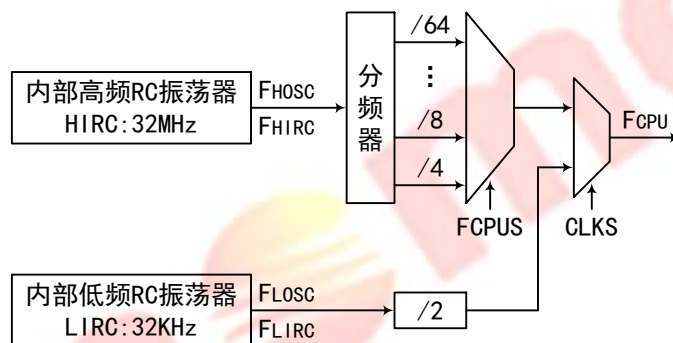 内部高频RC振荡器
HIRC:32MHz
FHOSC
FHIRC
分频器
/64
⋮
/8
/4
FCPUS
CLKS
FCPU
内部低频RC振荡器
LIRC:32KHz
FLOSC
FLIRC
/2